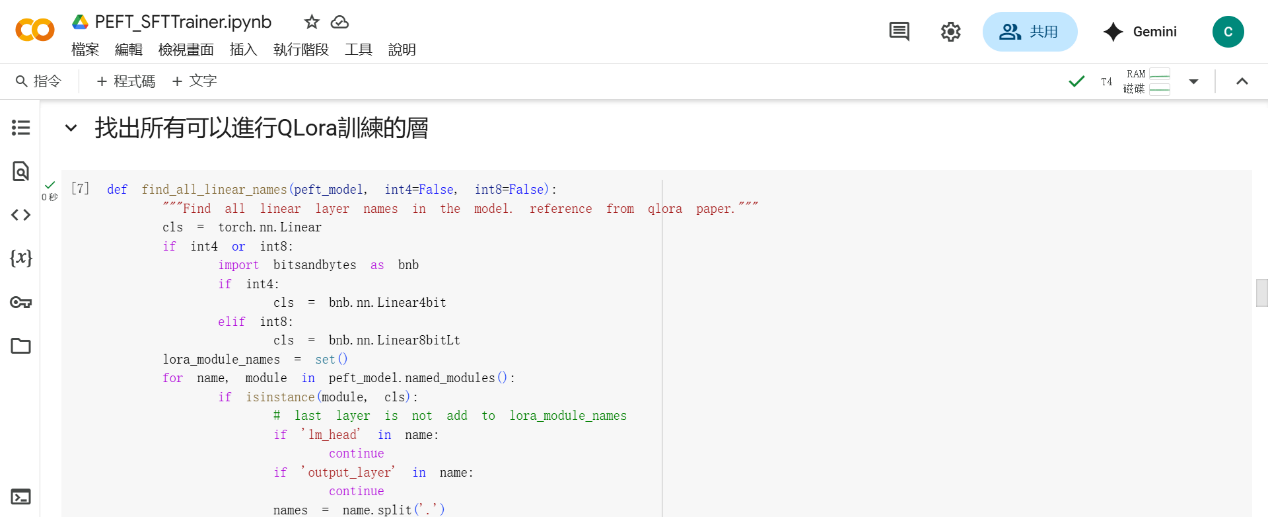 PEFT_SFTTrainer.ipynb
檔案 編輯 檢視畫面 插入 執行階段 工具 說明
共用
Gemini
C
指令
+ 程式碼 + 文字
T4
RAM
磁碟
找出所有可以進行QLora訓練的層
0 秒
[7]
def find_all_linear_names(peft_model, int4=False, int8=False):
"""Find all linear layer names in the model. reference from qlora paper."""
cls = torch.nn.Linear
if int4 or int8:
import bitsandbytes as bnb
if int4:
cls = bnb.nn.Linear4bit
elif int8:
cls = bnb.nn.Linear8bitLt
lora_module_names = set()
for name, module in peft_model.named_modules():
if isinstance(module, cls):
# last layer is not add to lora_module_names
if 'lm_head' in name:
continue
if 'output_layer' in name:
continue
names = name.split('.')